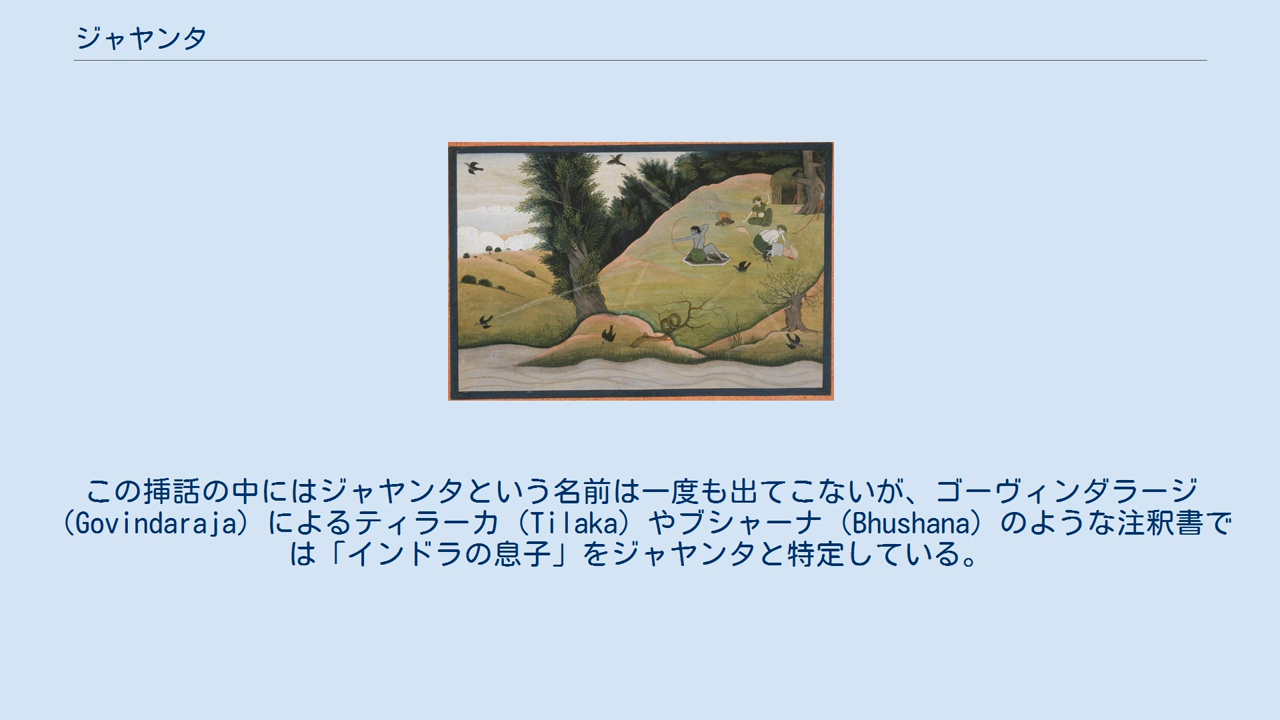 ジャヤンタ
この挿話の中にはジャヤンタという名前は一度も出てこないが、ゴーヴィンダラージ
（Govindaraja）によるティラーカ（Tilaka）やブシャーナ（Bhushana）のような注釈書で
は「インドラの息子」をジャヤンタと特定している。